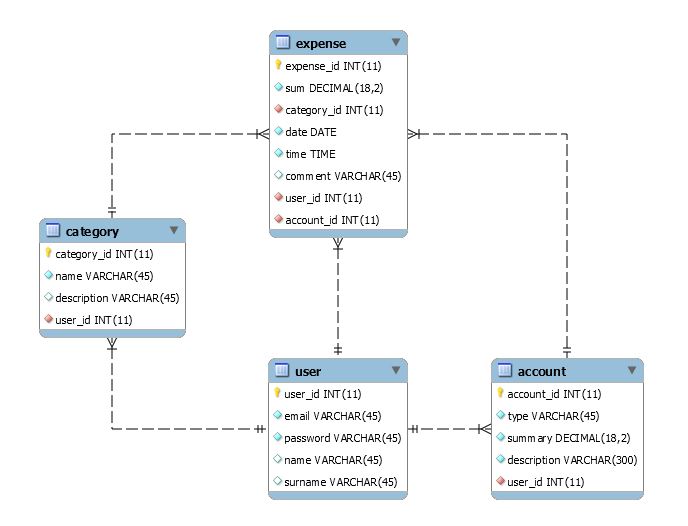 expense
expense_id INT(11)
sum DECIMAL(18,2)
category_id INT(11)
date DATE
time TIME
comment VARCHAR(45)
user_id INT(11)
account_id INT(11)
category
category_id INT(11)
name VARCHAR(45)
description VARCHAR(45)
user_id INT(11)
user
user_id INT(11)
email VARCHAR(45)
password VARCHAR(45)
name VARCHAR(45)
surname VARCHAR(45)
account
account_id INT(11)
type VARCHAR(45)
summary DECIMAL(18,2)
description VARCHAR(300)
user_id INT(11)